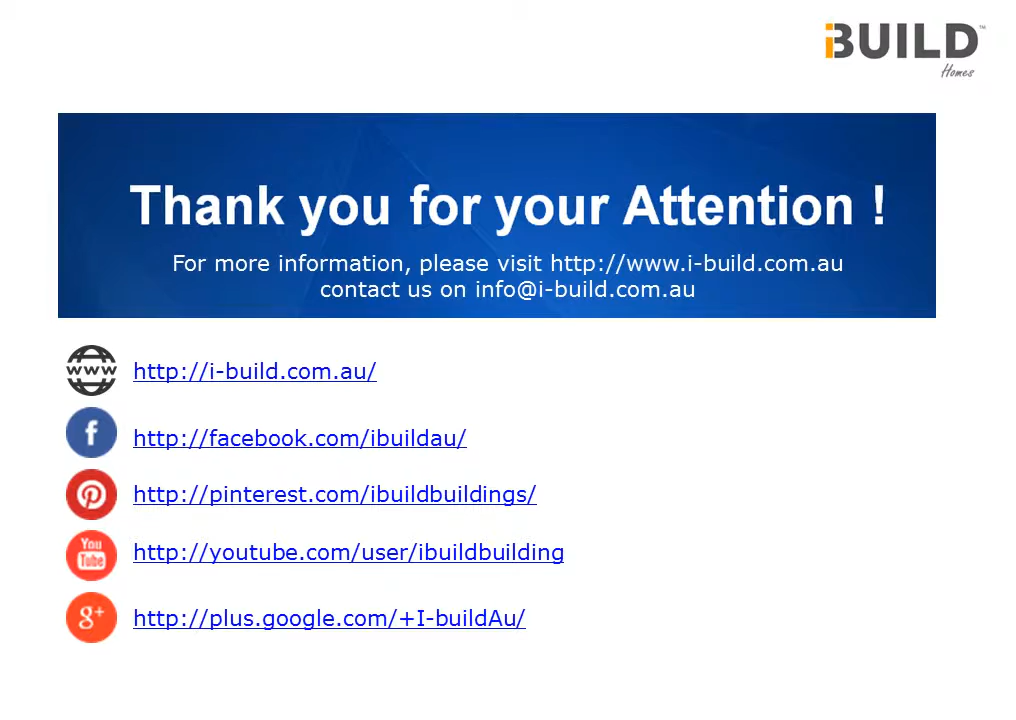 iBUILD™
Homes
Thank you for your Attention !
For more information, please visit http://www.i-build.com.au
contact us on info@i-build.com.au
www
http://i-build.com.au/
f
http://facebook.com/ibuildau/
http://pinterest.com/ibuildbuildings/
You
Tube
http://youtube.com/user/ibuildbuilding
g+
http://plus.google.com/+I-buildAu/